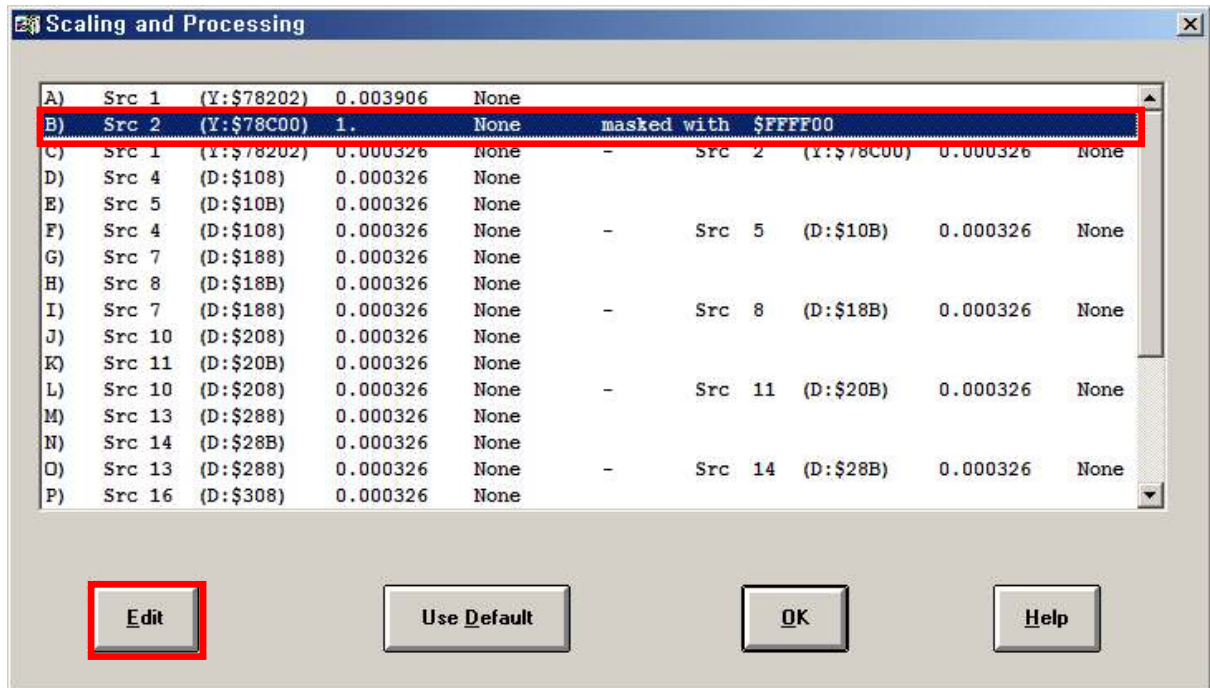 Scaling and Processing
A) Src 1 (Y:$78202) 0.003906 None
B) Src 2 (Y:$78C00) 1. None masked with $FFFF00
C) Src 1 (Y:$78202) 0.000326 None - Src 2 (Y:$78C00) 0.000326 None
D) Src 4 (D:$108) 0.000326 None
E) Src 5 (D:$10B) 0.000326 None
F) Src 4 (D:$108) 0.000326 None - Src 5 (D:$10B) 0.000326 None
G) Src 7 (D:$188) 0.000326 None
H) Src 8 (D:$18B) 0.000326 None
I) Src 7 (D:$188) 0.000326 None - Src 8 (D:$18B) 0.000326 None
J) Src 10 (D:$208) 0.000326 None
K) Src 11 (D:$20B) 0.000326 None
L) Src 10 (D:$208) 0.000326 None - Src 11 (D:$20B) 0.000326 None
M) Src 13 (D:$288) 0.000326 None
N) Src 14 (D:$28B) 0.000326 None
O) Src 13 (D:$288) 0.000326 None - Src 14 (D:$28B) 0.000326 None
P) Src 16 (D:$308) 0.000326 None
Edit Use Default OK Help